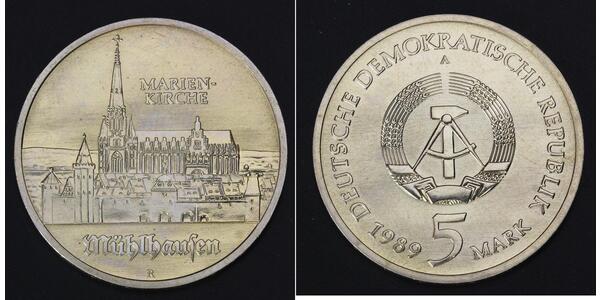 MARIEN-
KIRCHE
Mühlhausen
R
DEUTSCHE DEMOKRATISCHE REPUBLIK
A
1989 5 MARK